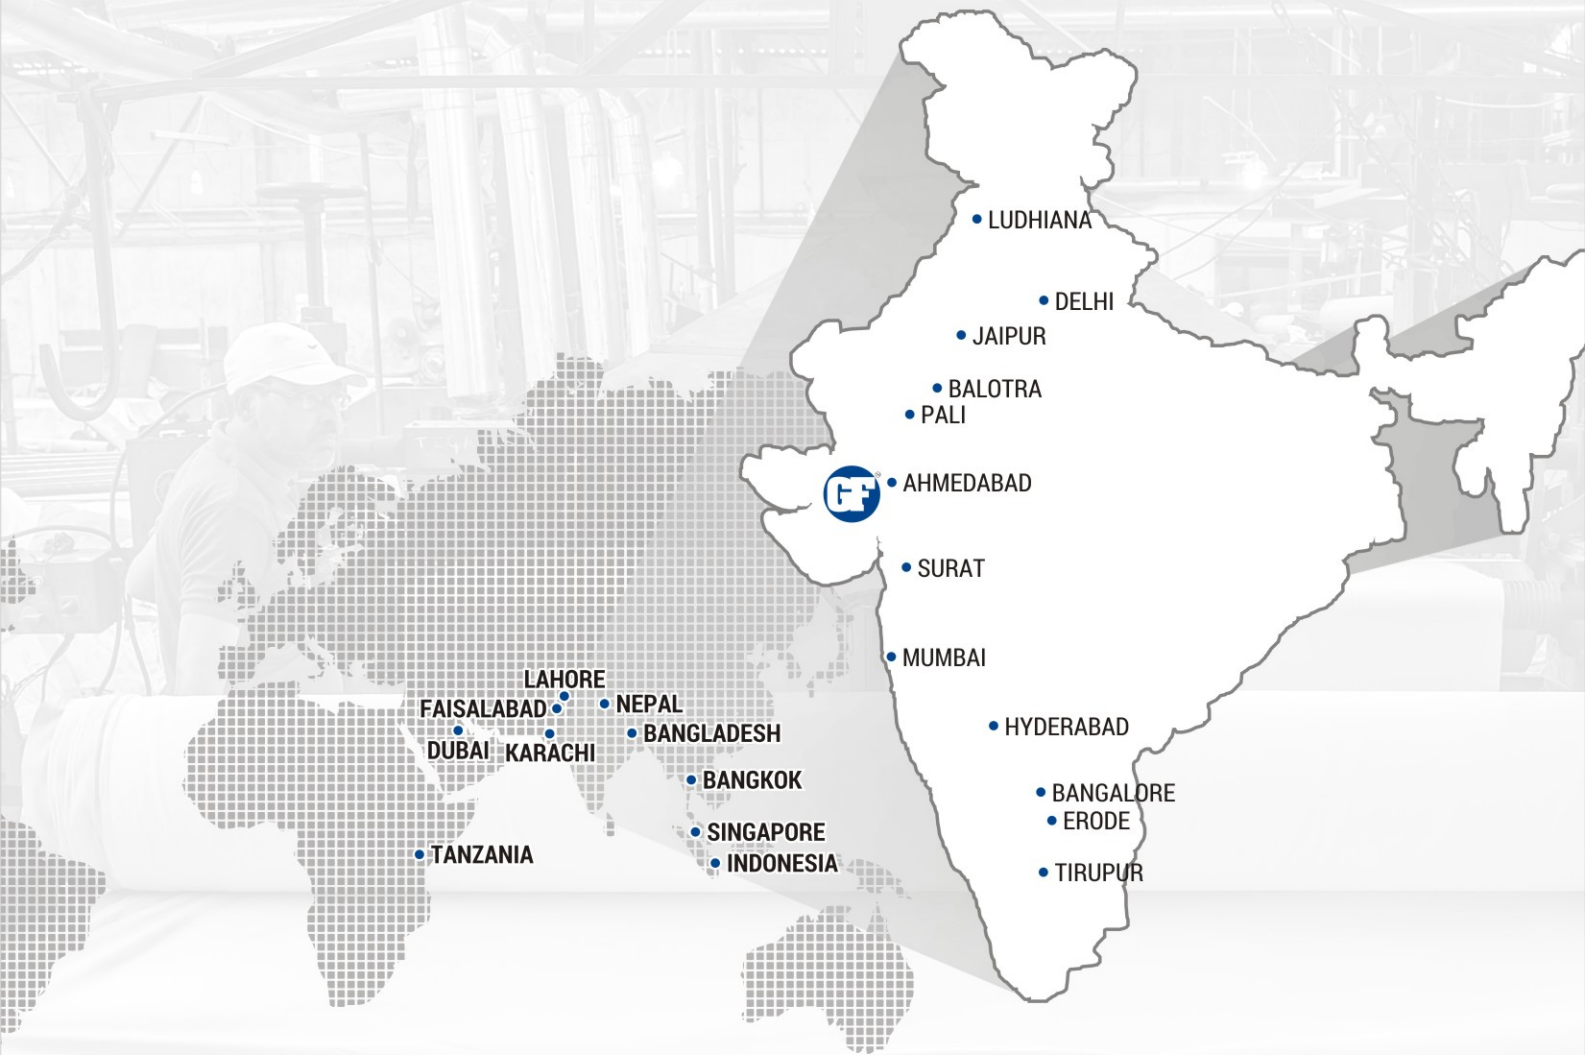 LUDHIANA
DELHI
JAIPUR
BALOTRA
PALI
GF
AHMEDABAD
SURAT
MUMBAI
HYDERABAD
BANGALORE
ERODE
TIRUPUR
LAHORE
FAISALABAD
NEPAL
DUBAI
KARACHI
BANGLADESH
BANGKOK
SINGAPORE
INDONESIA
TANZANIA